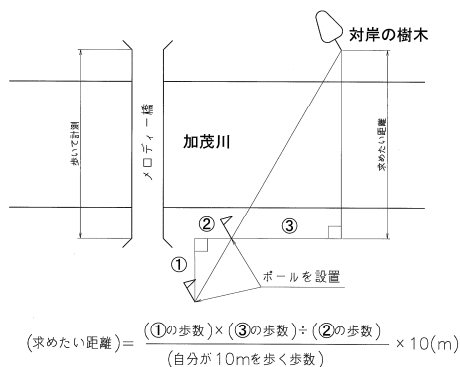 対岸の樹木
歩いて計測
メロディー橋
加茂川
求めたい距離
②
③
①
ポールを設置
(求めたい距離)= (①の歩数)×(③の歩数)÷(②の歩数)
(自分が10mを歩く歩数)
×10(m)